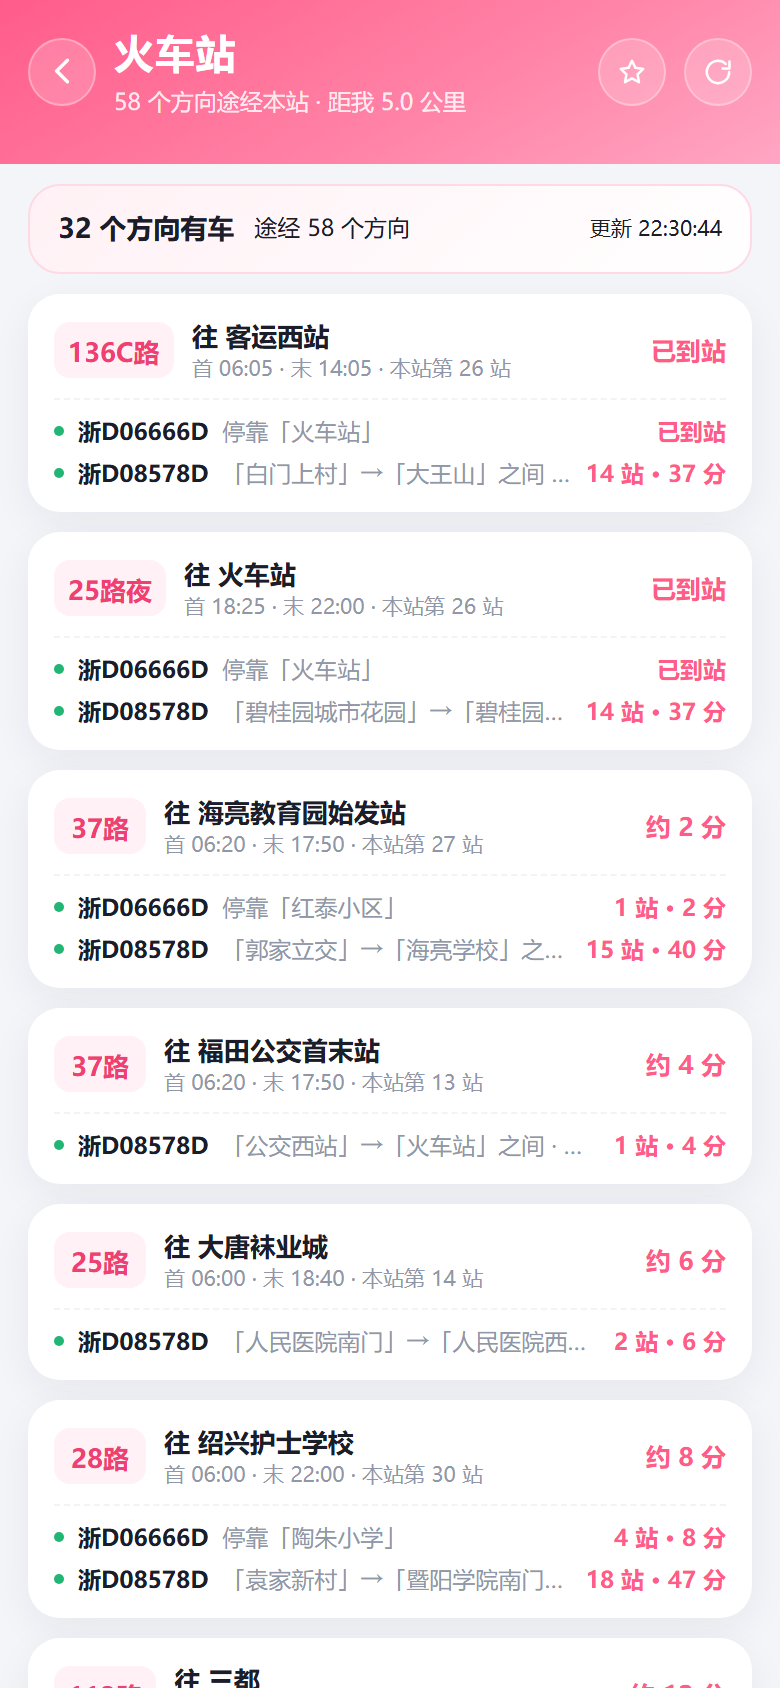 火车站
58 个方向途经本站 · 距我 5.0 公里
32 个方向有车 途经 58 个方向 更新 22:30:44
136C路 往 客运西站 已到站
首 06:05 · 末 14:05 · 本站第 26 站
浙D06666D 停靠「火车站」 已到站
浙D08578D 「白门上村」→「大王山」之间 ... 14 站 • 37 分
25路夜 往 火车站 已到站
首 18:25 · 末 22:00 · 本站第 26 站
浙D06666D 停靠「火车站」 已到站
浙D08578D 「碧桂园城市花园」→「碧桂园... 14 站 • 37 分
37路 往 海亮教育园始发站 约 2 分
首 06:20 · 末 17:50 · 本站第 27 站
浙D06666D 停靠「红泰小区」 1 站 • 2 分
浙D08578D 「郭家立交」→「海亮学校」之... 15 站 • 40 分
37路 往 福田公交首末站 约 4 分
首 06:20 · 末 17:50 · 本站第 13 站
浙D08578D 「公交西站」→「火车站」之间 · ... 1 站 • 4 分
25路 往 大唐袜业城 约 6 分
首 06:00 · 末 18:40 · 本站第 14 站
浙D08578D 「人民医院南门」→「人民医院西... 2 站 • 6 分
28路 往 绍兴护士学校 约 8 分
首 06:00 · 末 22:00 · 本站第 30 站
浙D06666D 停靠「陶朱小学」 4 站 • 8 分
浙D08578D 「袁家新村」→「暨阳学院南门... 18 站 • 47 分
往 三都